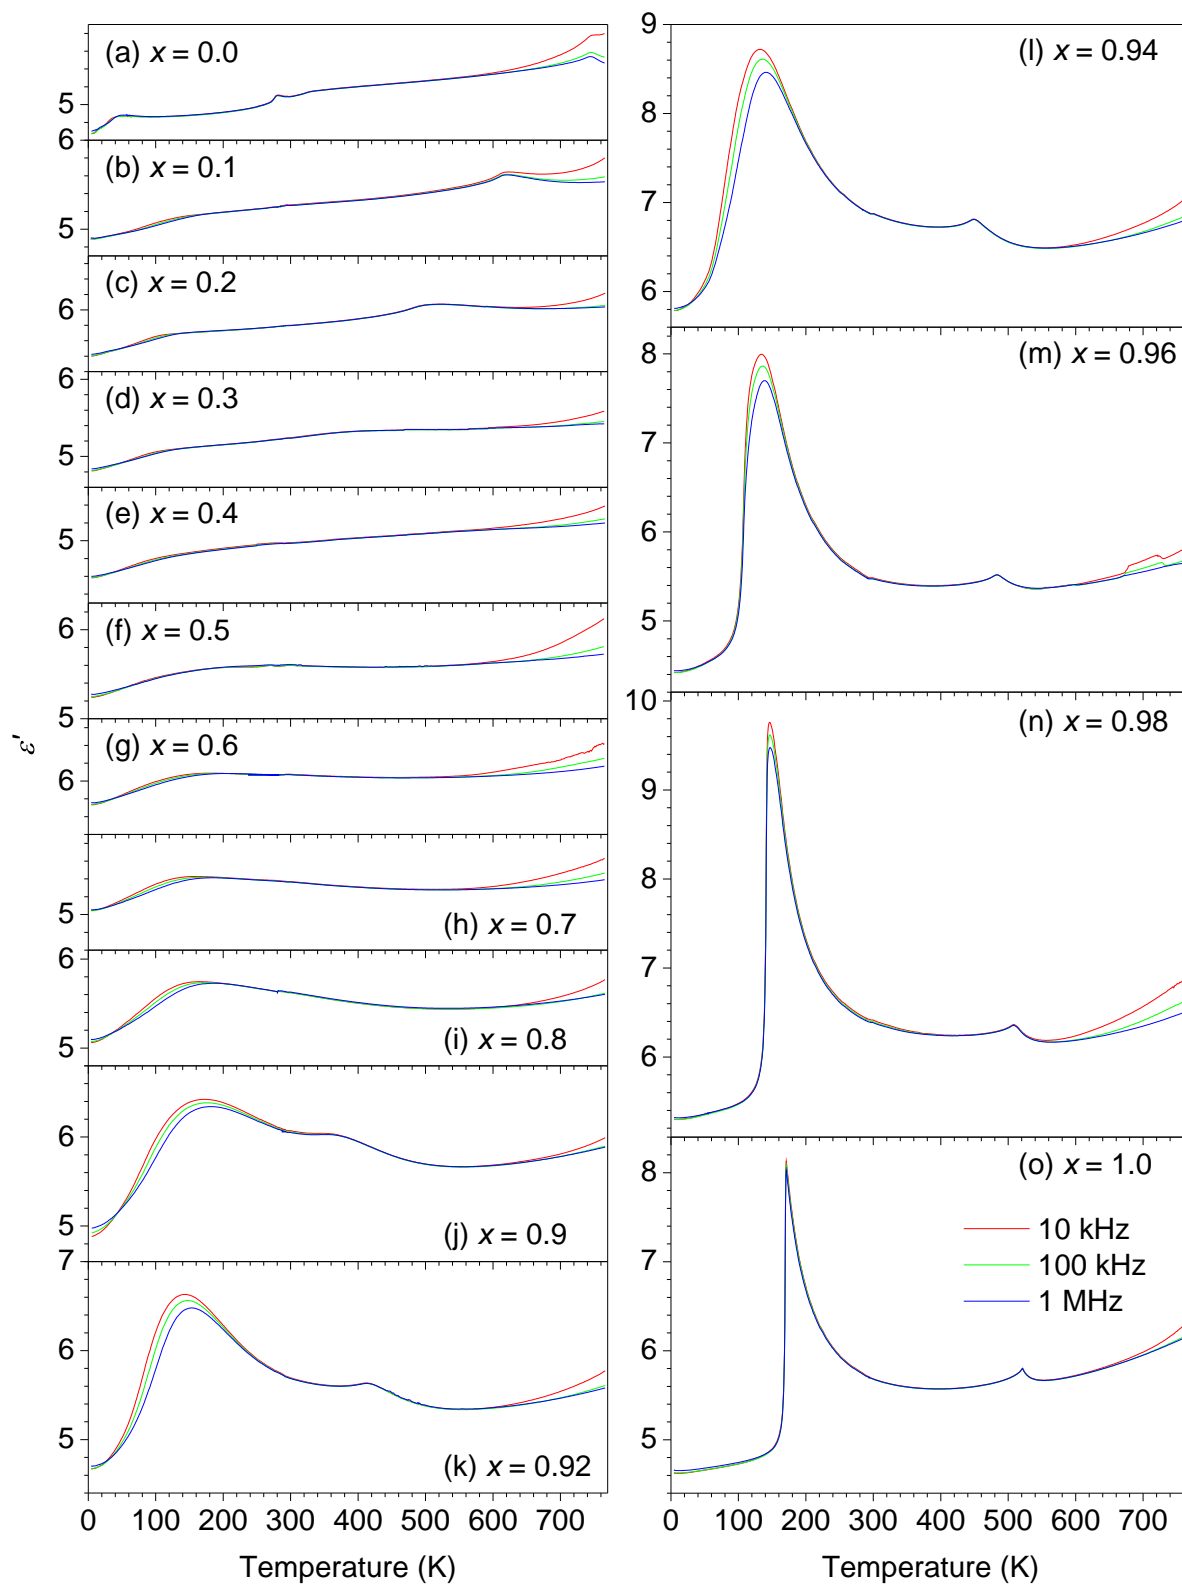 (a) x = 0.0
5
6
(b) x = 0.1
5
(c) x = 0.2
6
6
(d) x = 0.3
5
(e) x = 0.4
5
6
(f) x = 0.5
5
(g) x = 0.6
6
5
(h) x = 0.7
6
5
(i) x = 0.8
6
5
(j) x = 0.9
7
6
5
(k) x = 0.92
0 100 200 300 400 500 600 700
Temperature (K)
ε'
9
(l) x = 0.94
8
7
6
8
(m) x = 0.96
7
6
5
10
(n) x = 0.98
9
8
7
6
8
(o) x = 1.0
7
10 kHz
100 kHz
1 MHz
6
5
0 100 200 300 400 500 600 700
Temperature (K)